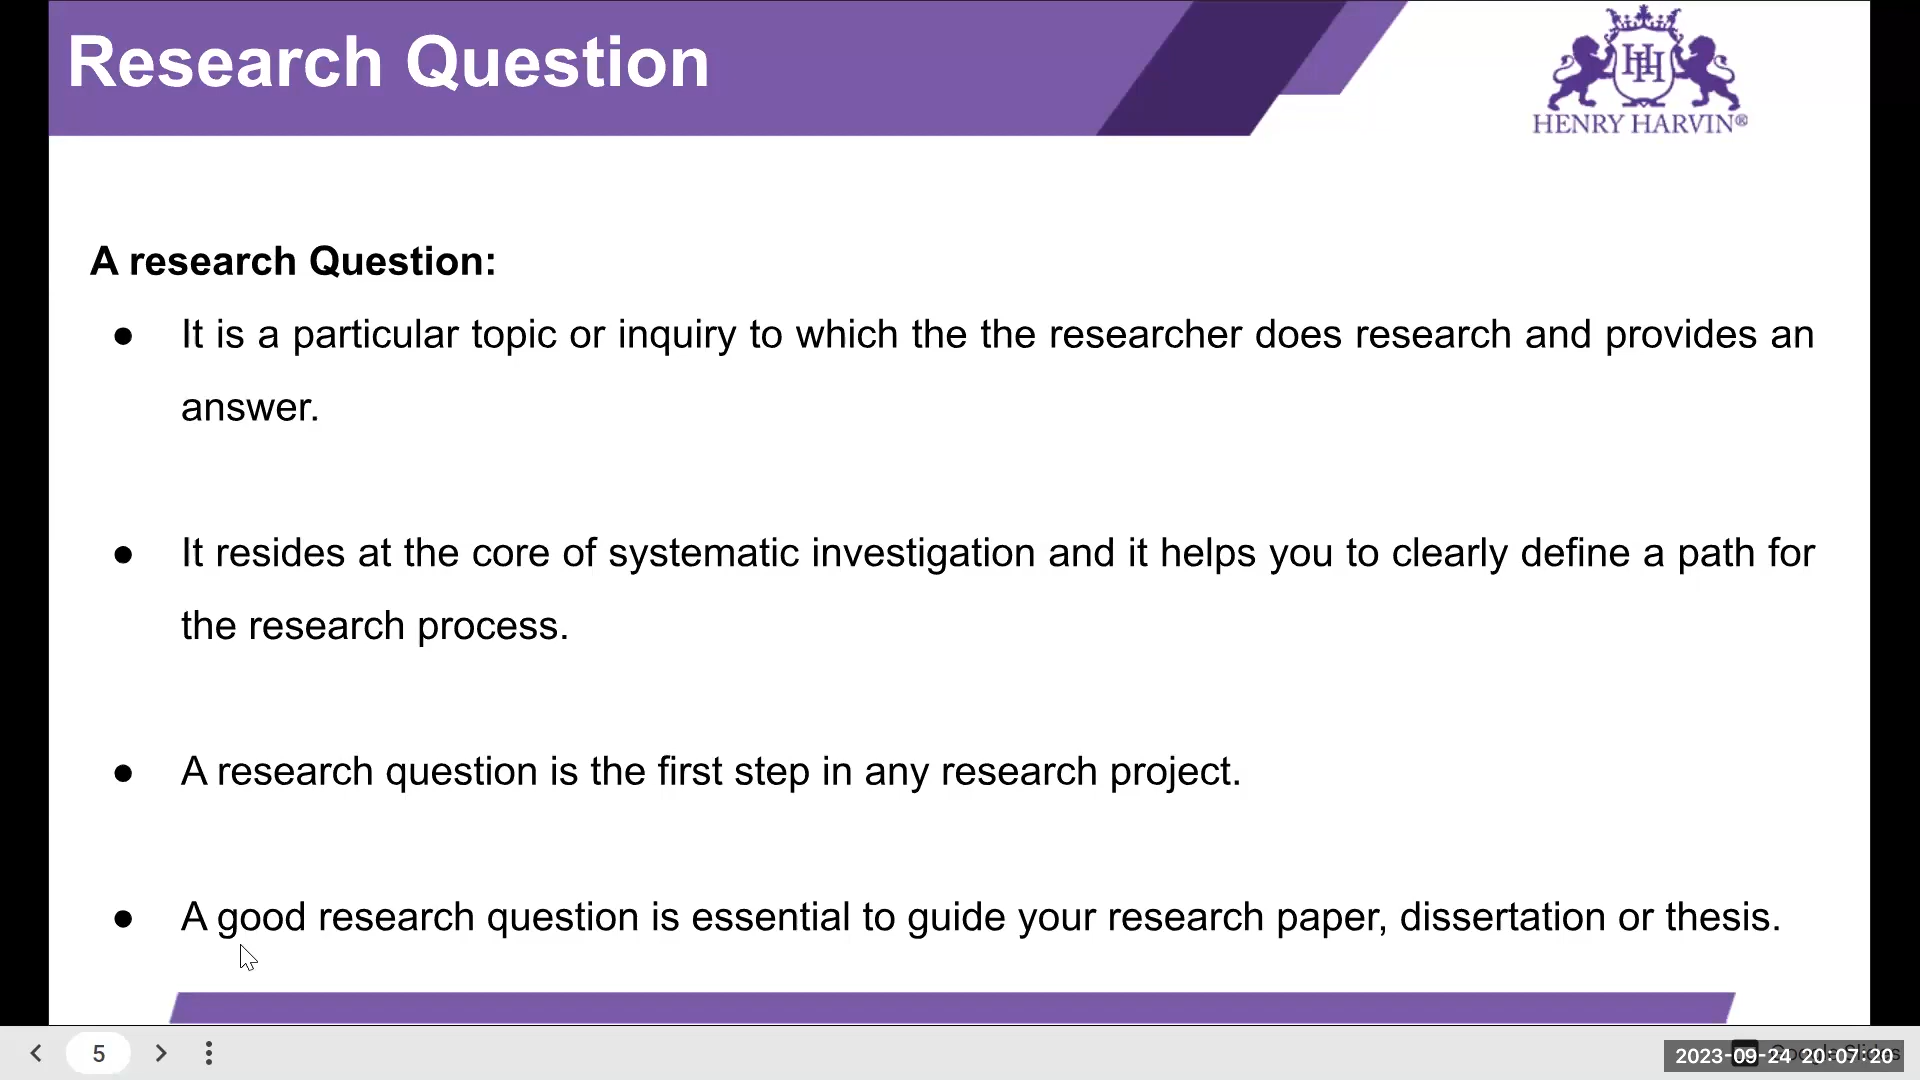 Research Question
HH
HENRY HARVIN®
A research Question:
● It is a particular topic or inquiry to which the the researcher does research and provides an
answer.
● It resides at the core of systematic investigation and it helps you to clearly define a path for
the research process.
● A research question is the first step in any research project.
● A good research question is essential to guide your research paper, dissertation or thesis.
5
2023-09-24 20:07:20